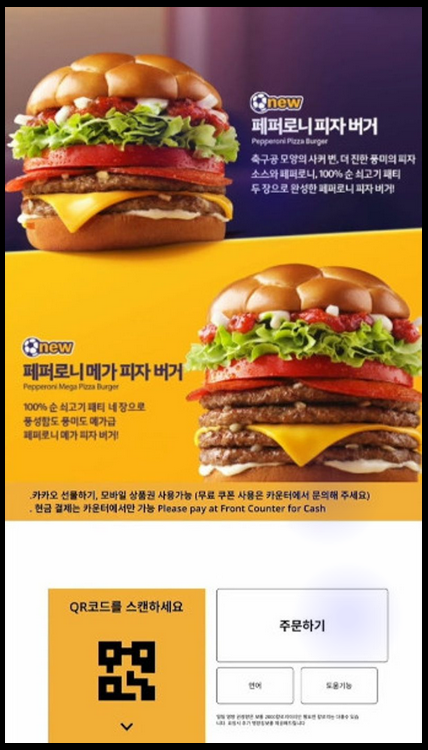 new
페퍼로니 피자 버거
Pepperoni Pizza Burger
축구공 모양의 사커 번, 더 진한 풍미의 피자
소스와 페퍼로니, 100% 순 쇠고기 패티
두 장으로 완성한 페퍼로니 피자 버거!
new
페퍼로니 메가 피자 버거
Pepperoni Mega Pizza Burger
100% 순 쇠고기 패티 네 장으로
풍성함도 풍미도 메가급
페퍼로니 메가 피자 버거!
.카카오 선물하기, 모바일 상품권 사용가능 (무료 쿠폰 사용은 카운터에서 문의해 주세요)
. 현금 결제는 카운터에서만 가능 Please pay at Front Counter for Cash
QR코드를 스캔하세요
주문하기
언어
도움기능